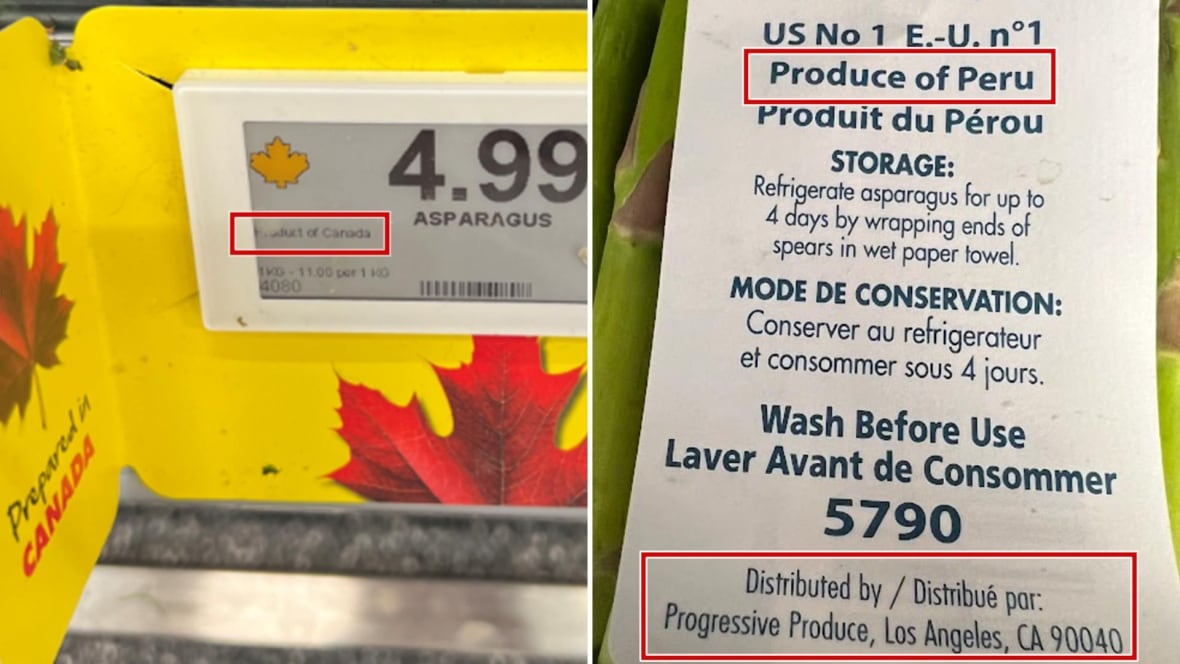 4.99
ASPARAGUS
Product of Canada
1KG - 11.00 per 1 KG
4080
Prepared in
CANADA
US No 1 E.-U. n°1
Produce of Peru
Produit du Pérou
STORAGE:
Refrigerate asparagus for up to
4 days by wrapping ends of
spears in wet paper towel.
MODE DE CONSERVATION:
Conserver au refrigerateur
et consommer sous 4 jours.
Wash Before Use
Laver Avant de Consommer
5790
Distributed by / Distribué par:
Progressive Produce, Los Angeles, CA 90040